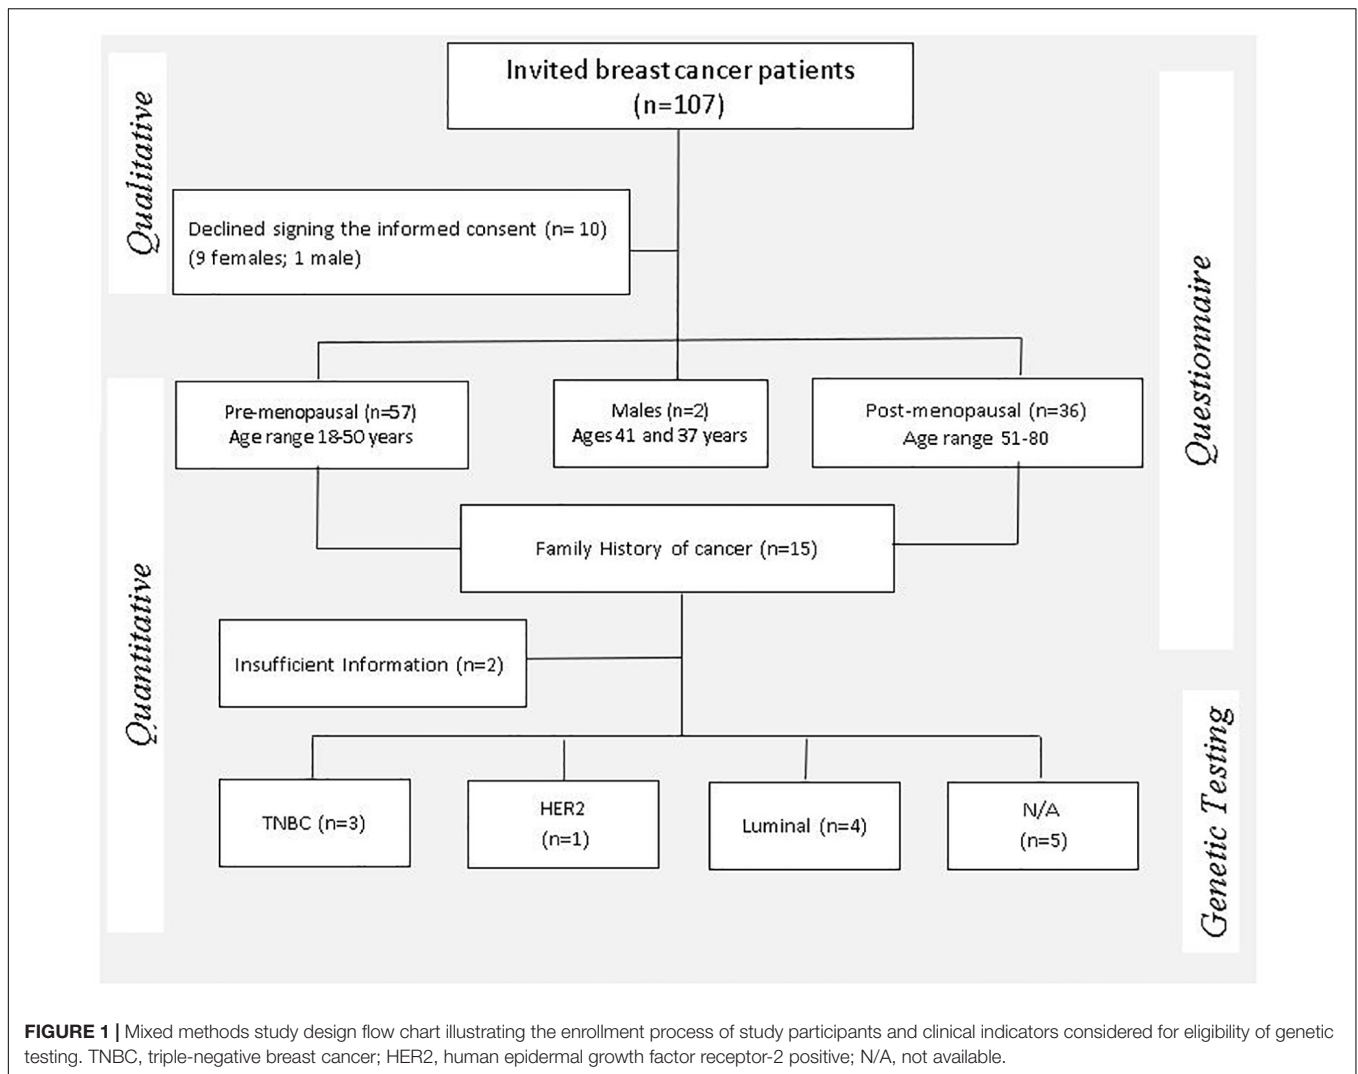 Invited breast cancer patients
(n=107)
Qualitative
Declined signing the informed consent (n= 10)
(9 females; 1 male)
Questionnaire
Pre-menopausal (n=57)
Age range 18-50 years
Males (n=2)
Ages 41 and 37 years
Post-menopausal (n=36)
Age range 51-80
Quantitative
Family History of cancer (n=15)
Insufficient Information (n=2)
Genetic Testing
TNBC (n=3)
HER2
(n=1)
Luminal (n=4)
N/A
(n=5)
FIGURE 1 | Mixed methods study design flow chart illustrating the enrollment process of study participants and clinical indicators considered for eligibility of genetic
testing. TNBC, triple-negative breast cancer; HER2, human epidermal growth factor receptor-2 positive; N/A, not available.